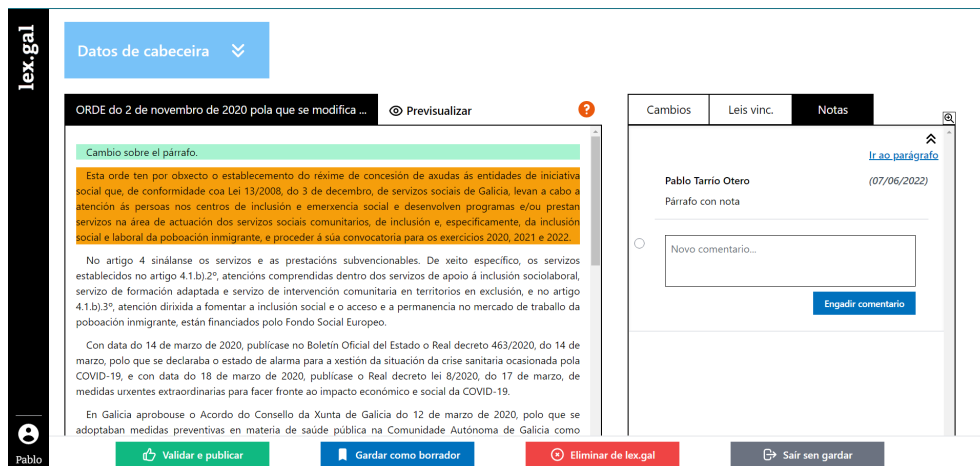 lex.gal
Datos de cabeceira
ORDE do 2 de novembro de 2020 pola que se modifica ...
Previsualizar
?
Cambio sobre el párrafo.
Esta orde ten por obxecto o establecemento do réxime de concesión de axudas ás entidades de iniciativa
social que, de conformidade coa Lei 13/2008, do 3 de decembro, de servizos sociais de Galicia, levan a cabo a
atención ás persoas nos centros de inclusión e emerxencia social e desenvolven programas e/ou prestan
servizos na área de actuación dos servizos sociais comunitarios, de inclusión e, especificamente, da inclusión
social e laboral da poboación inmigrante, e proceder á súa convocatoria para os exercicios 2020, 2021 e 2022.
No artigo 4 sinálanse os servizos e as prestacións subvencionables. De xeito específico, os servizos
establecidos no artigo 4.1.b).2º, atencións comprendidas dentro dos servizos de apoio á inclusión sociolaboral,
servizo de formación adaptada e servizo de intervención comunitaria en territorios en exclusión, e no artigo
4.1.b).3º, atención dirixida a fomentar a inclusión social e o acceso e a permanencia no mercado de traballo da
poboación inmigrante, están financiados polo Fondo Social Europeo.
Con data do 14 de marzo de 2020, publícase no Boletín Oficial del Estado o Real decreto 463/2020, do 14 de
marzo, polo que se declaraba o estado de alarma para a xestión da situación da crise sanitaria ocasionada pola
COVID-19, e con data do 18 de marzo de 2020, publícase o Real decreto lei 8/2020, do 17 de marzo, de
medidas urxentes extraordinarias para facer fronte ao impacto económico e social da COVID-19.
En Galicia aprobouse o Acordo do Consello da Xunta de Galicia do 12 de marzo de 2020, polo que se
adoptaban medidas preventivas en materia de saúde pública na Comunidade Autónoma de Galicia como
Cambios
Leis vinc.
Notas
Ir ao parágrafo
Pablo Tarrío Otero
(07/06/2022)
Párrafo con nota
Novo comentario...
Engadir comentario
Pablo
Validar e publicar
Gardar como borrador
Eliminar de lex.gal
Saír sen gardar